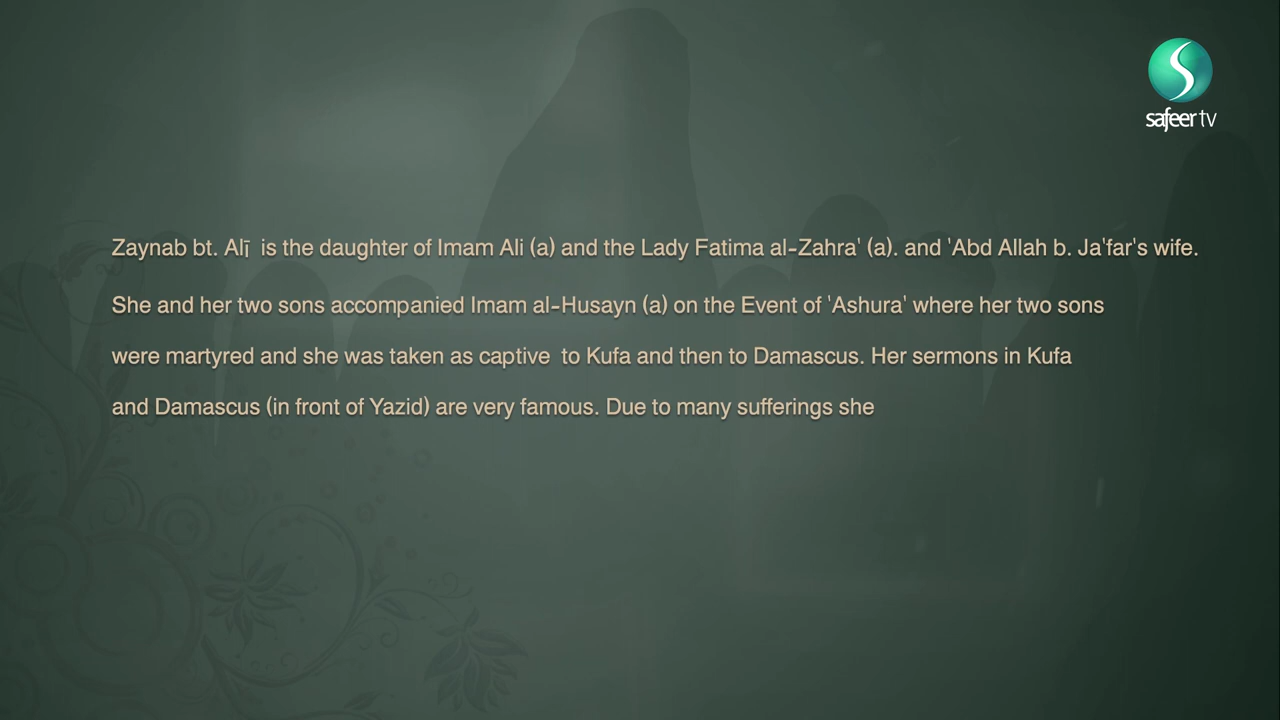 safeer tv
Zaynab bt. Alī is the daughter of Imam Ali (a) and the Lady Fatima al-Zahra' (a). and 'Abd Allah b. Ja'far's wife.
She and her two sons accompanied Imam al-Husayn (a) on the Event of 'Ashura' where her two sons
were martyred and she was taken as captive to Kufa and then to Damascus. Her sermons in Kufa
and Damascus (in front of Yazid) are very famous. Due to many sufferings she